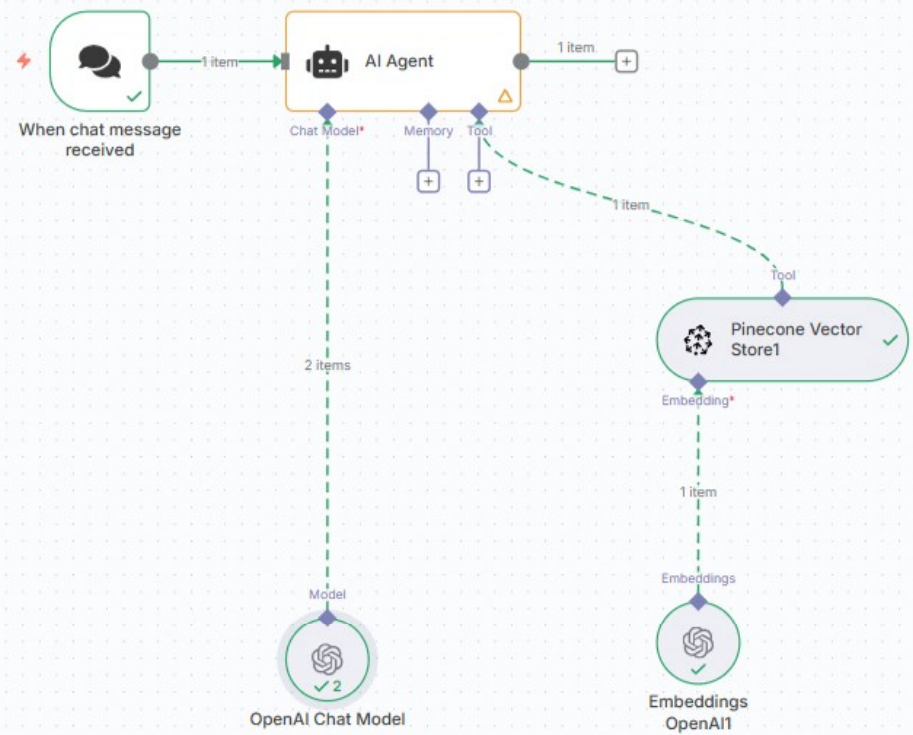 1 item
AI Agent
1 item
When chat message
received
Chat Model*
Memory
Tool
1 item
Tool
Pinecone Vector
Store1
2 items
Embedding*
1 item
Embeddings
Model
2
OpenAI Chat Model
Embeddings
OpenAI1